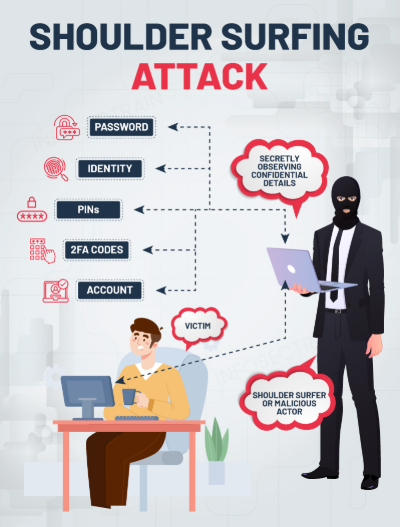 SHOULDER SURFING
ATTACK
PASSWORD
IDENTITY
PINs
2FA CODES
ACCOUNT
SECRETLY
OBSERVING
CONFIDENTIAL
DETAILS
VICTIM
SHOULDER SURFER
OR MALICIOUS
ACTOR